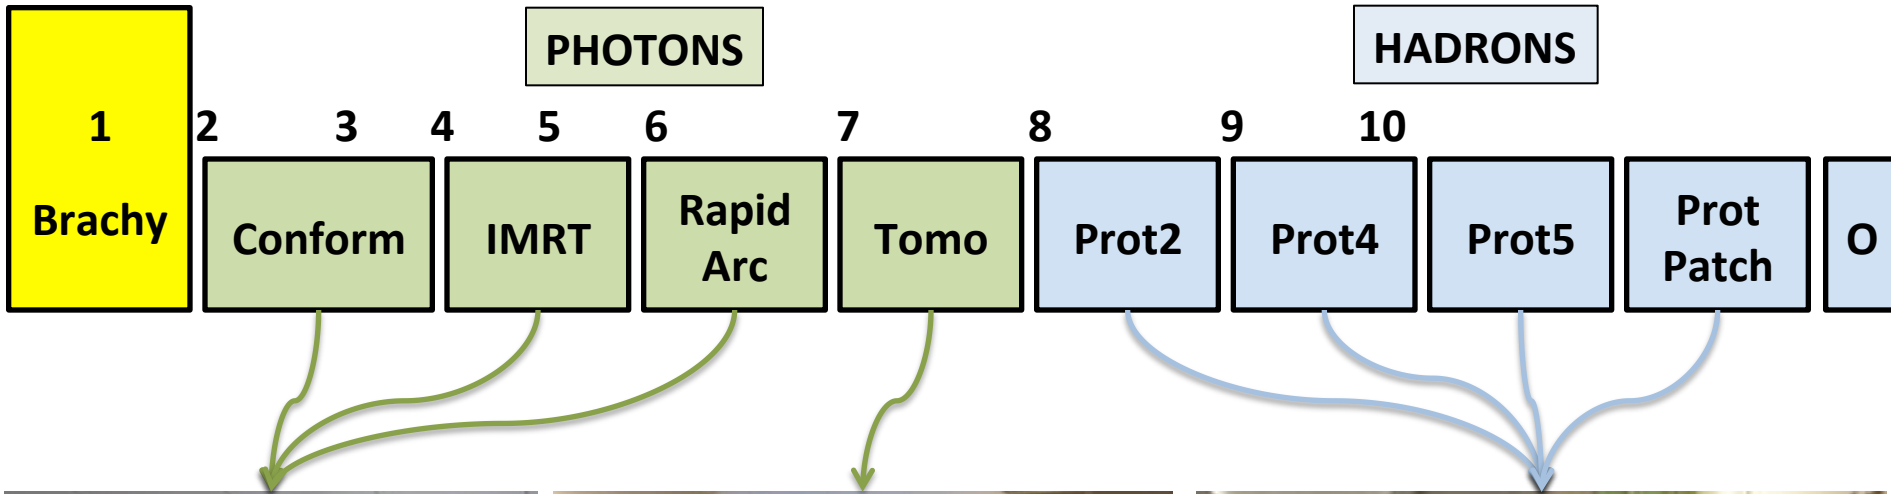 PHOTONS
HADRONS
1 2 3 4 5 6 7 8 9 10
Brachy
Conform
IMRT
Rapid
Arc
Tomo
Prot2
Prot4
Prot5
Prot
Patch
O